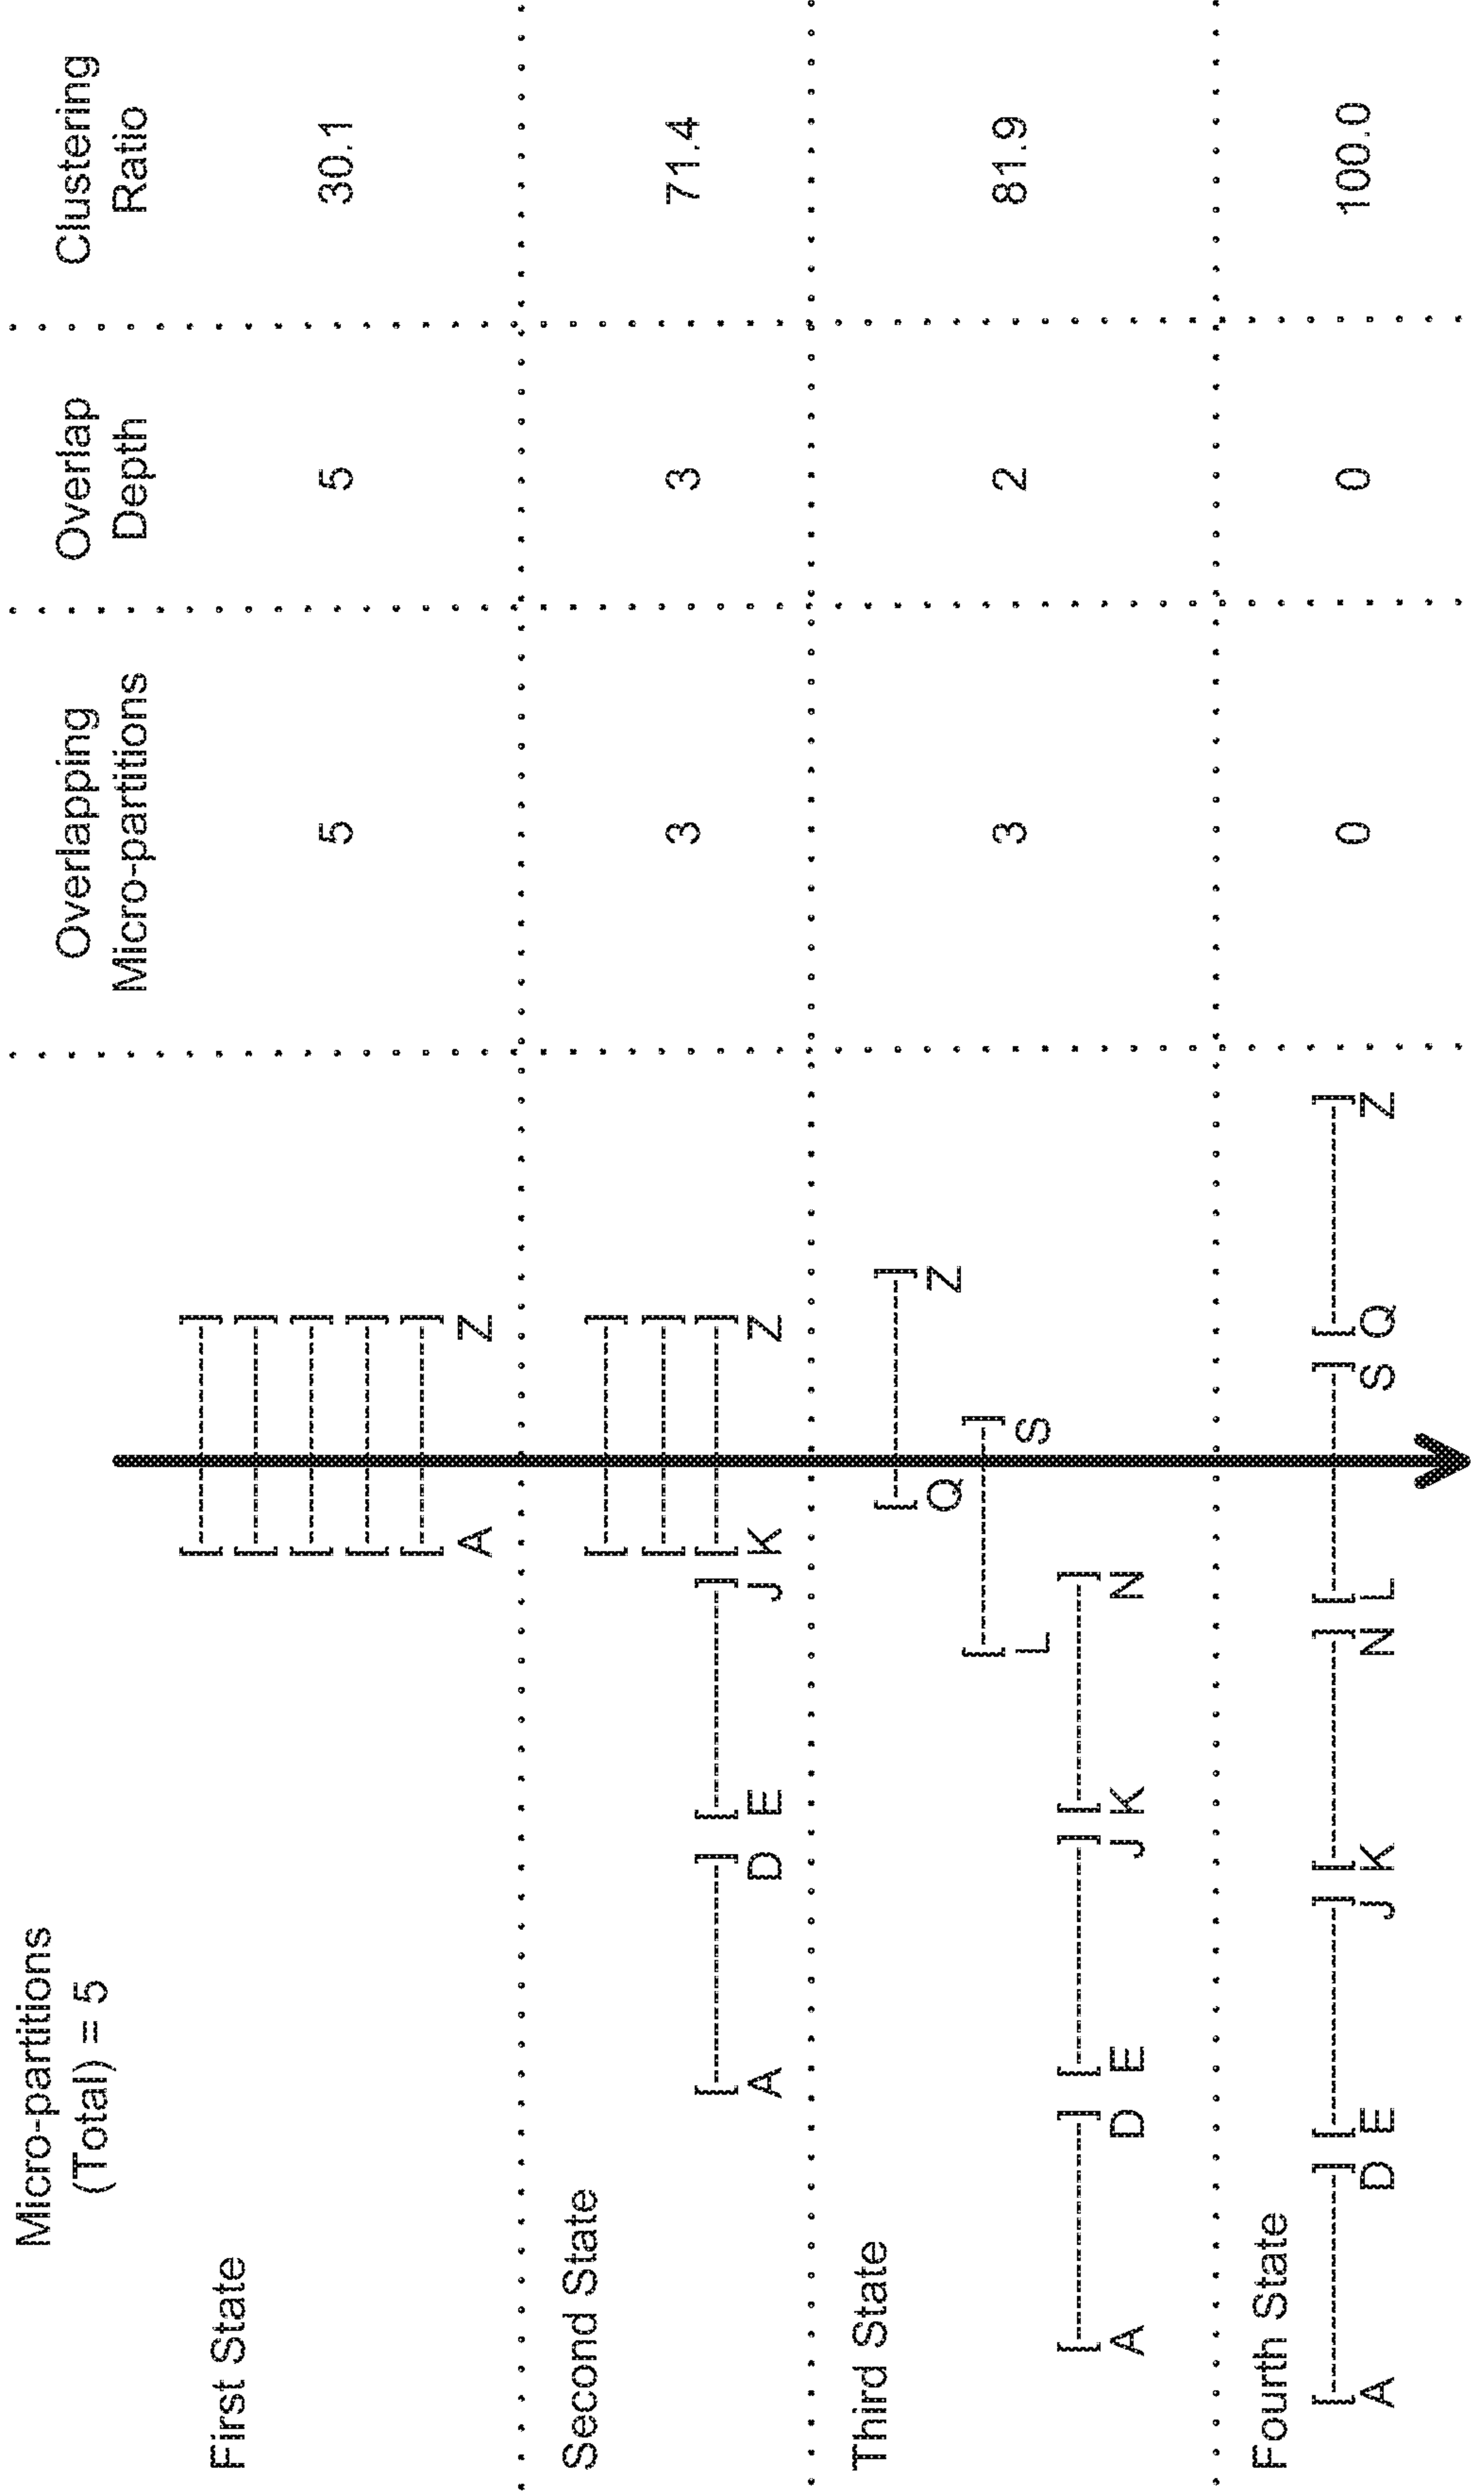 Micro-partitions
(Total) = 5
Overlapping
Micro-partitions
Overlap
Depth
Clustering
Ratio
First State
A Z
5
5
30.1
Second State
A D E J K Z
3
3
71.4
Third State
Q Z
L S
A D E J K N
3
2
81.9
Fourth State
A D E J K N L S Q Z
0
0
100.0